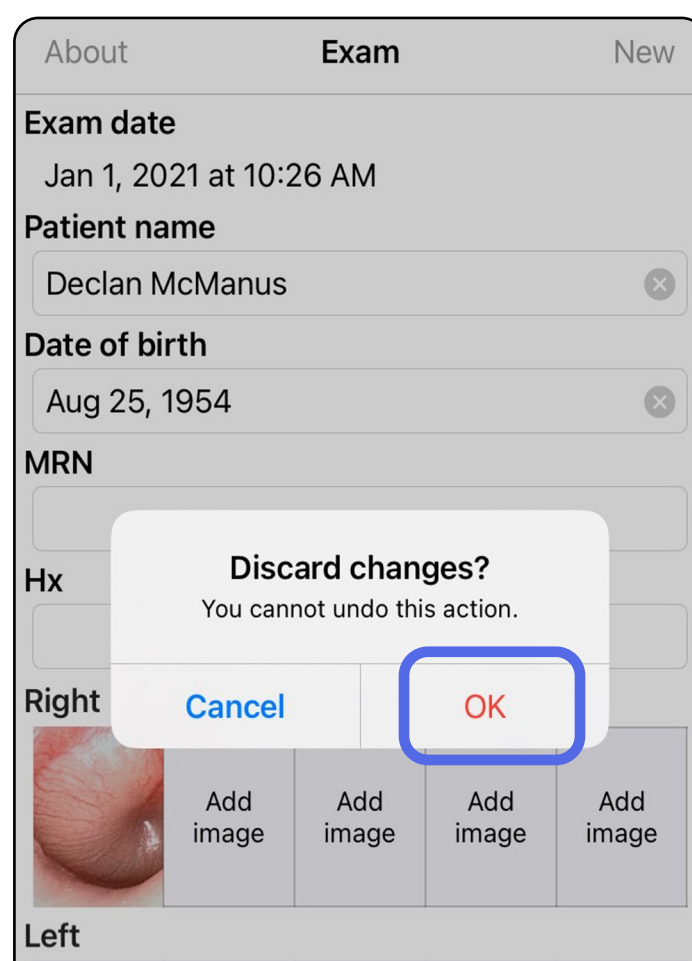 About Exam New
Exam date
Jan 1, 2021 at 10:26 AM
Patient name
Declan McManus
Date of birth
Aug 25, 1954
MRN
Discard changes?
Hx
You cannot undo this action.
Right
Cancel OK
Add Add Add Add
image image image image
Left